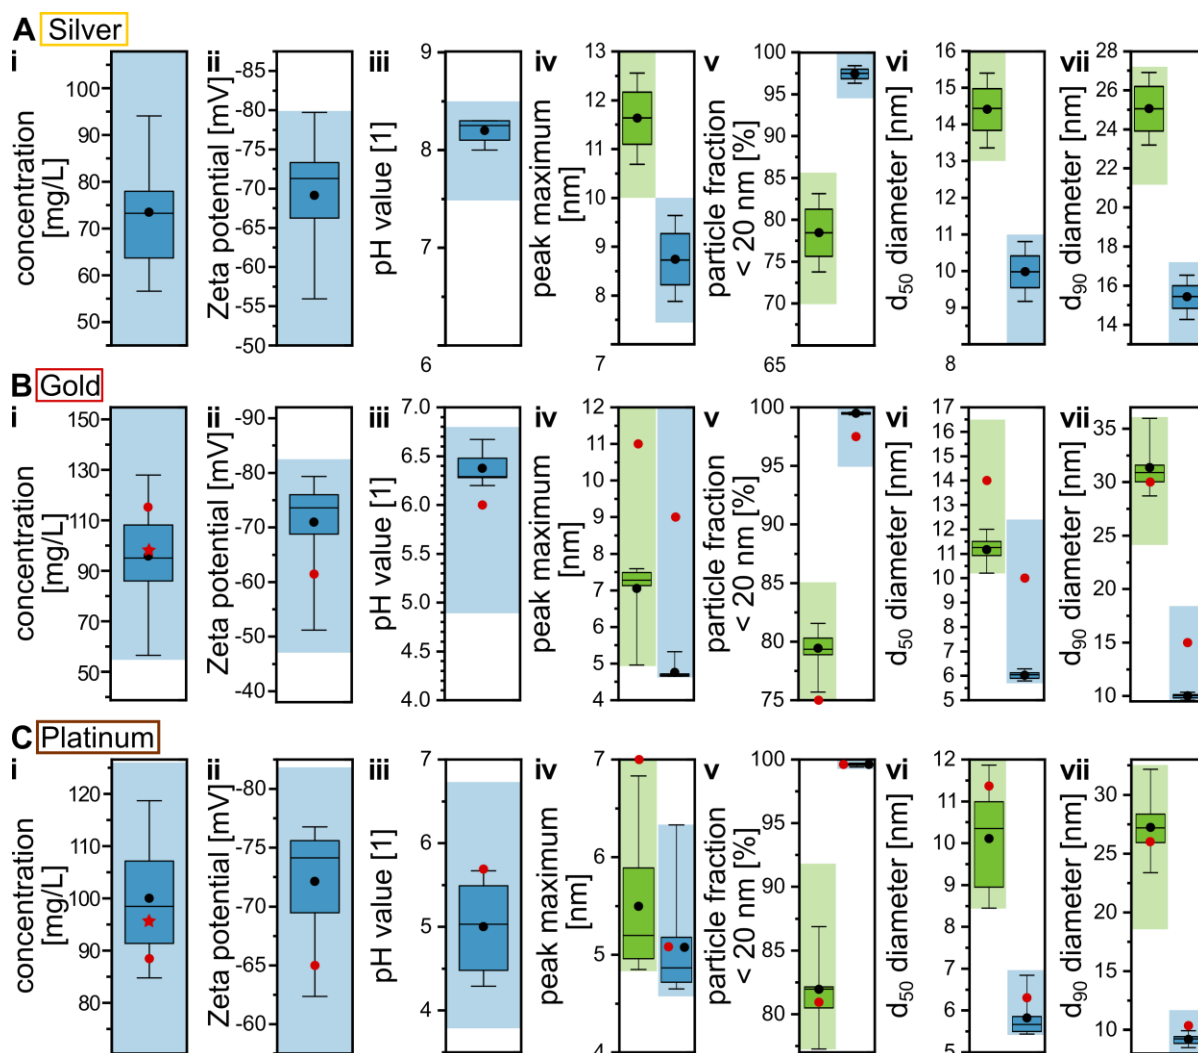 A Silver
i
concentration
[mg/L]
100
90
80
70
60
50
ii
Zeta potential [mV]
-85
-80
-75
-70
-65
-60
-55
-50
iii
pH value [1]
9
8
7
6
iv
peak maximum
[nm]
13
12
11
10
9
8
7
v
particle fraction
< 20 nm [%]
100
95
90
85
80
75
70
65
vi
d50 diameter [nm]
16
15
14
13
12
11
10
9
8
vii
d90 diameter [nm]
28
26
24
22
20
18
16
14
B Gold
i
concentration
[mg/L]
150
130
110
90
70
50
ii
Zeta potential [mV]
-90
-80
-70
-60
-50
-40
iii
pH value [1]
7.0
6.0
5.0
4.0
iv
peak maximum
[nm]
12
11
10
9
8
7
6
5
4
v
particle fraction
< 20 nm [%]
100
95
90
85
80
75
vi
d50 diameter [nm]
17
16
15
14
13
12
11
10
9
8
7
6
5
vii
d90 diameter [nm]
35
30
25
20
15
10
C Platinum
i
concentration
[mg/L]
120
110
100
90
80
ii
Zeta potential [mV]
-80
-75
-70
-65
-60
iii
pH value [1]
7
6
5
4
iv
peak maximum
[nm]
7
6
5
4
v
particle fraction
< 20 nm [%]
100
95
90
85
80
vi
d50 diameter [nm]
12
11
10
9
8
7
6
5
vii
d90 diameter [nm]
30
25
20
15
10